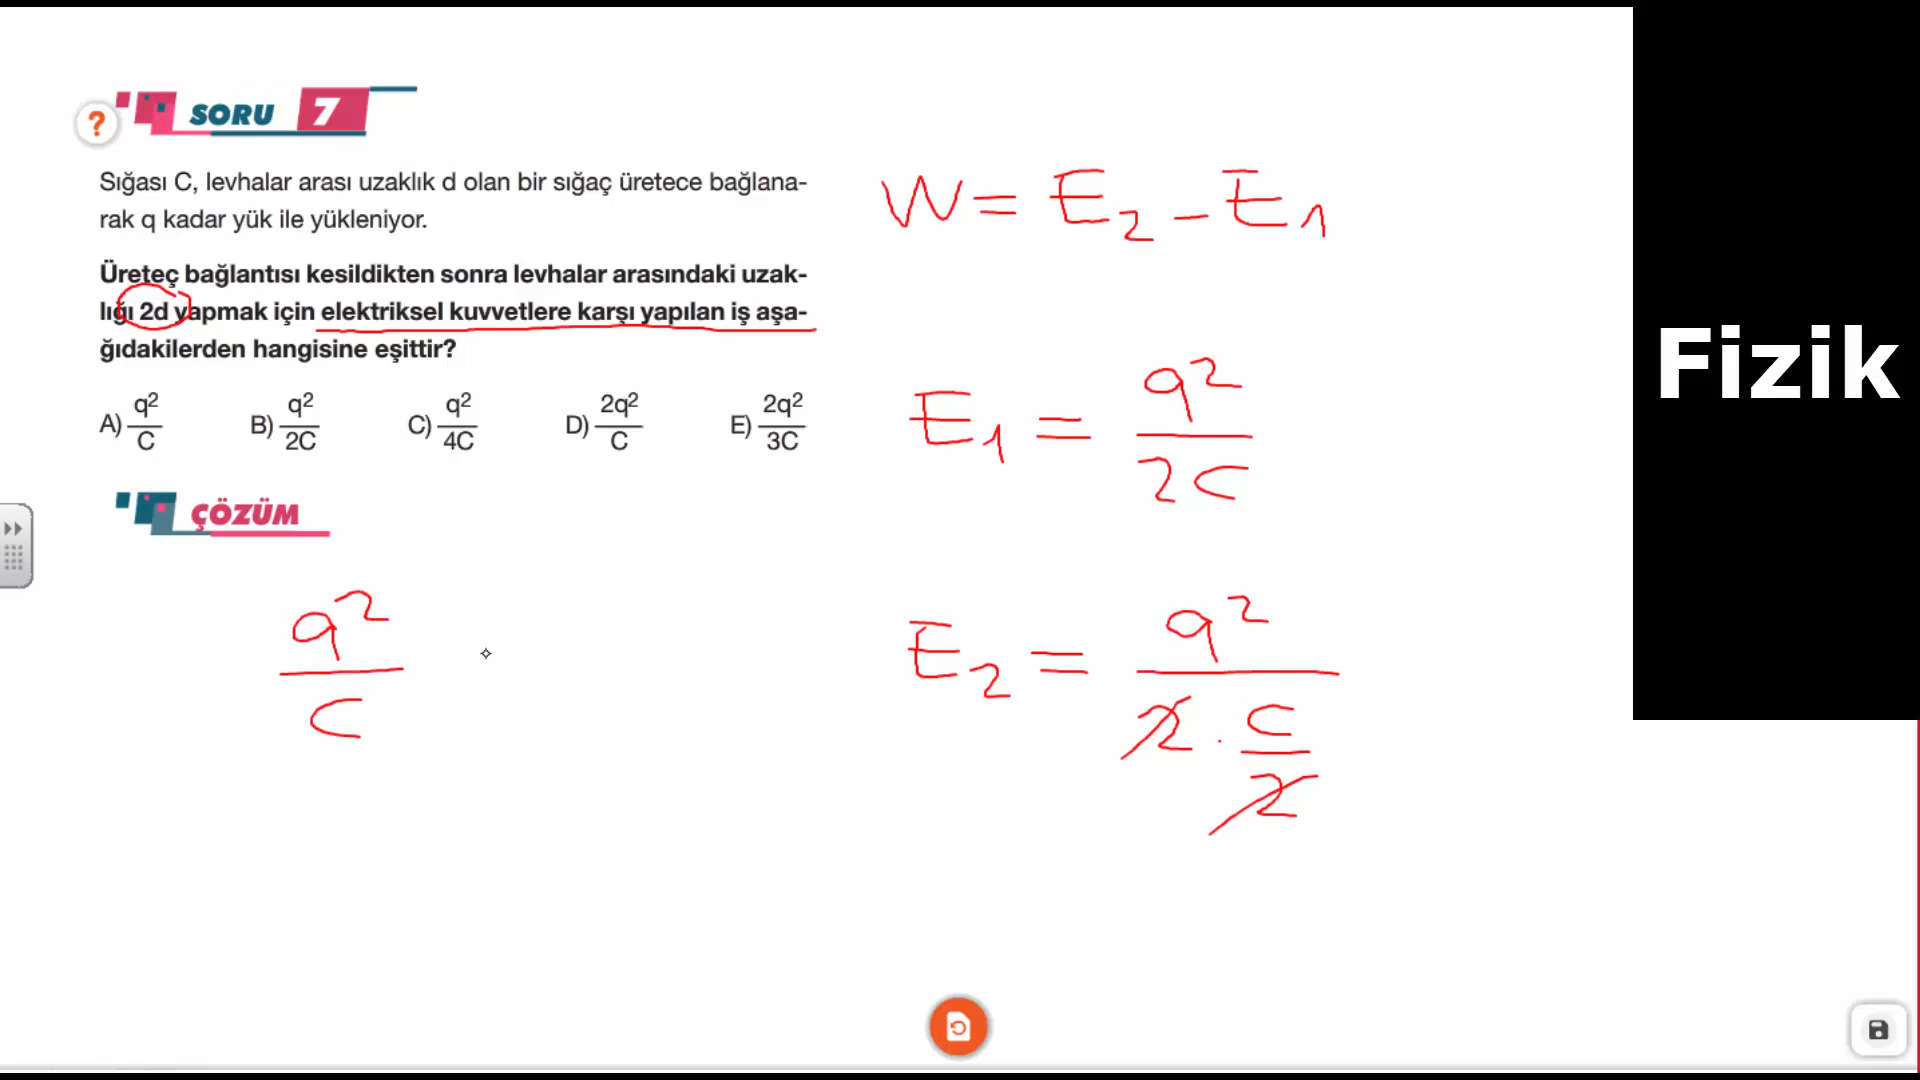 SORU 7
Sığası C, levhalar arası uzaklık d olan bir sığaç üretece bağlana-
rak q kadar yük ile yükleniyor.
Üreteç bağlantısı kesildikten sonra levhalar arasındaki uzak-
lığı 2d yapmak için elektriksel kuvvetlere karşı yapılan iş aşa-
ğıdakilerden hangisine eşittir?
A) q²/C B) q²/2C C) q²/4C D) 2q²/C E) 2q²/3C
ÇÖZÜM
q²/C
W = E₂ - E₁
E₁ = q²/2C
E₂ = q²/2·C/2
Fizik